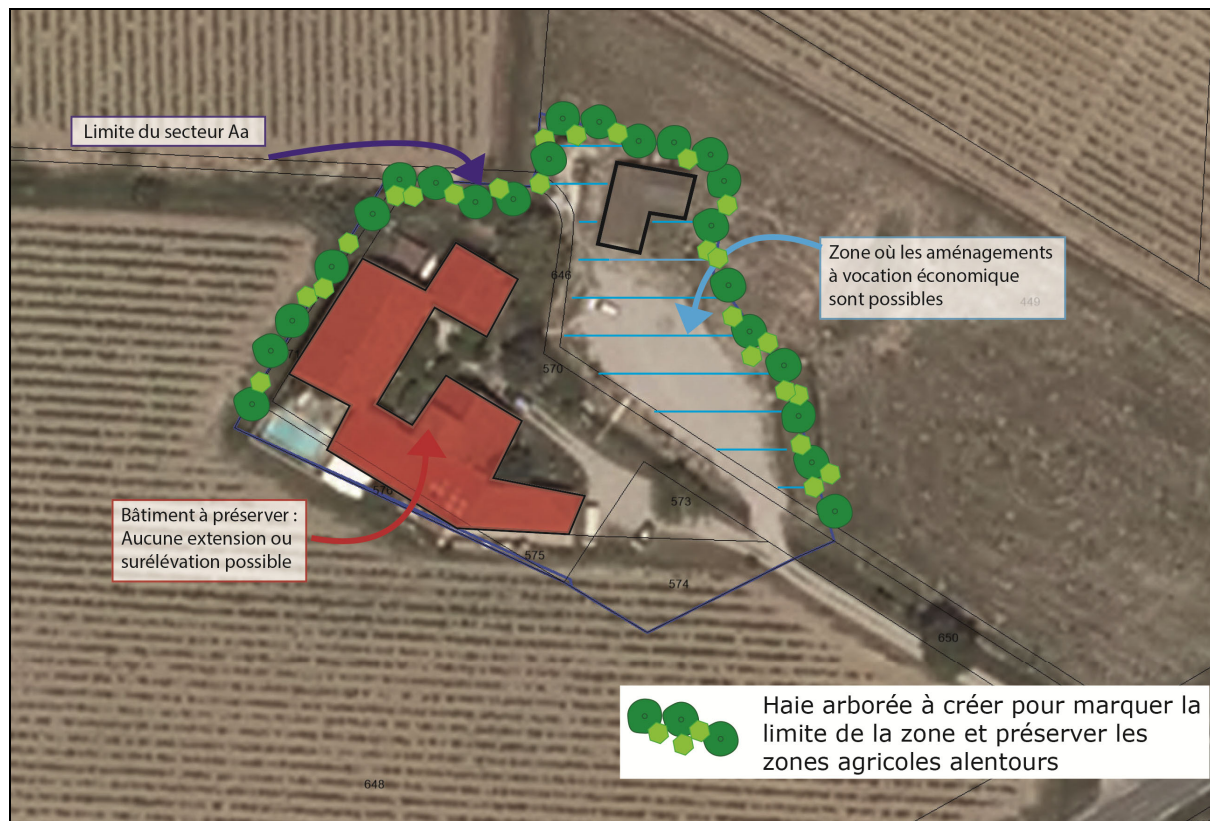 Limite du secteur Aa
Zone où les aménagements
à vocation économique
sont possibles
449
646
570
573
Bâtiment à préserver :
Aucune extension ou
surélévation possible
570
575
574
650
648
Haie arborée à créer pour marquer la
limite de la zone et préserver les
zones agricoles alentours